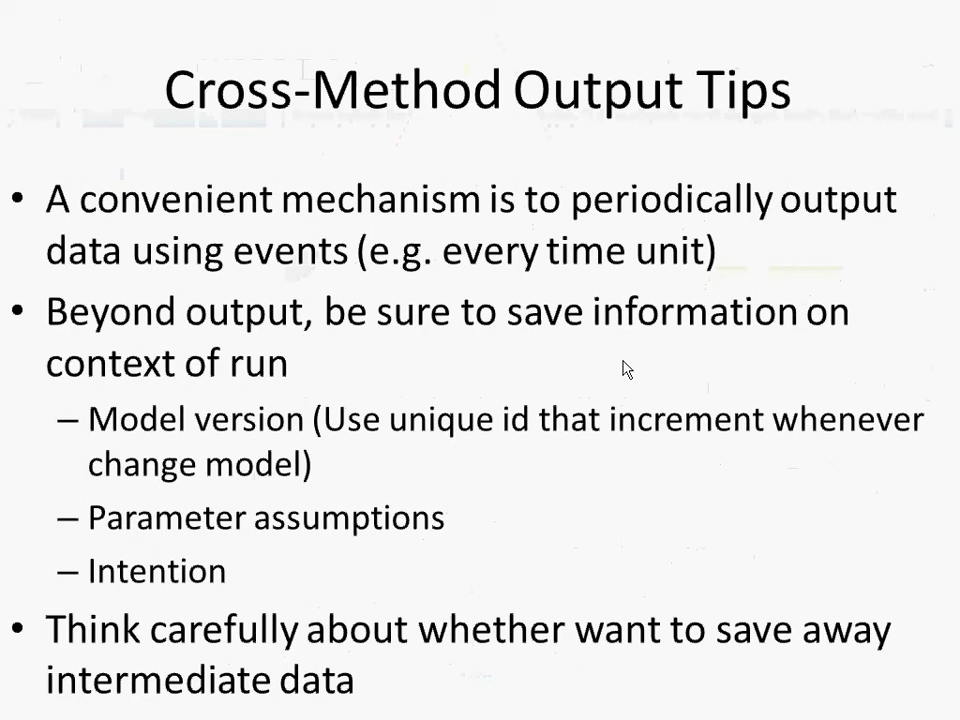 Cross-Method Output Tips
• A convenient mechanism is to periodically output
data using events (e.g. every time unit)
• Beyond output, be sure to save information on
context of run
– Model version (Use unique id that increment whenever
change model)
– Parameter assumptions
– Intention
• Think carefully about whether want to save away
intermediate data